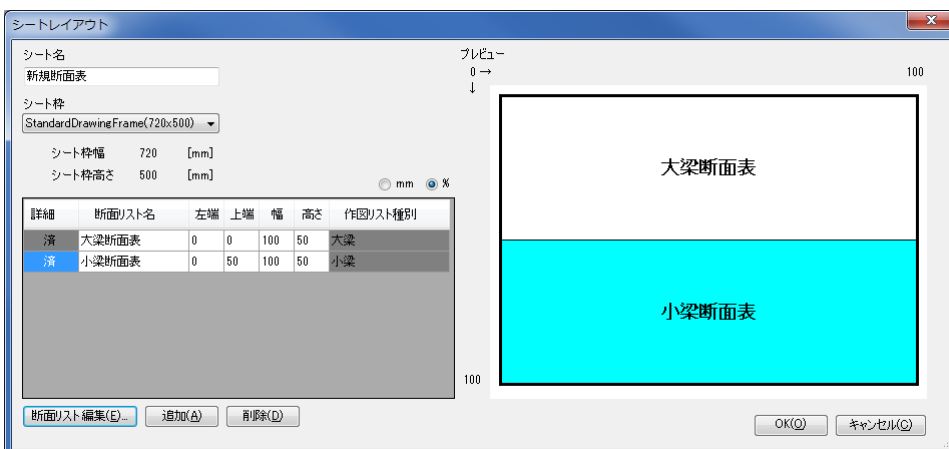 シートレイアウト
シート名
新規断面表
シート枠
StandardDrawingFrame(720x500)
シート枠幅 720 [mm]
シート枠高さ 500 [mm]
mm %
詳細 断面リスト名 左端 上端 幅 高さ 作図リスト種別
済 大梁断面表 0 0 100 50 大梁
済 小梁断面表 0 50 100 50 小梁
断面リスト編集(E)... 追加(A) 削除(D)
プレビュー
0 → 100
↓
大梁断面表
小梁断面表
100
OK(O) キャンセル(C)